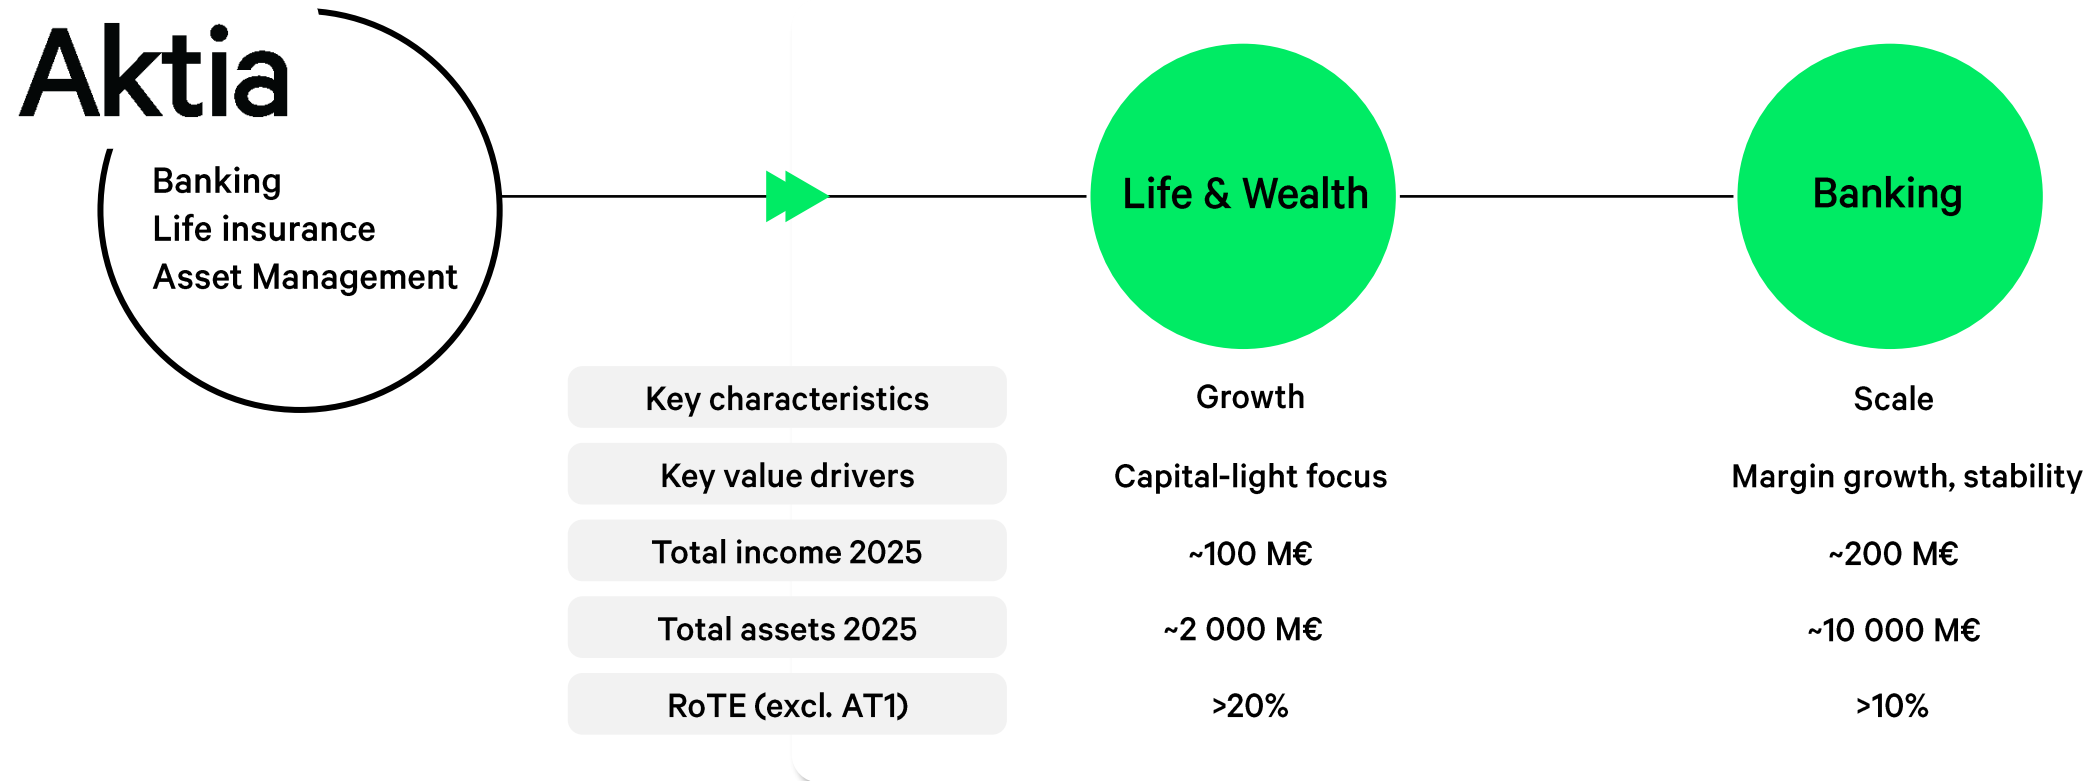 Aktia
Banking
Life insurance
Asset Management
Life & Wealth
Banking
Key characteristics
Growth
Scale
Key value drivers
Capital-light focus
Margin growth, stability
Total income 2025
~100 M€
~200 M€
Total assets 2025
~2 000 M€
~10 000 M€
RoTE (excl. AT1)
>20%
>10%